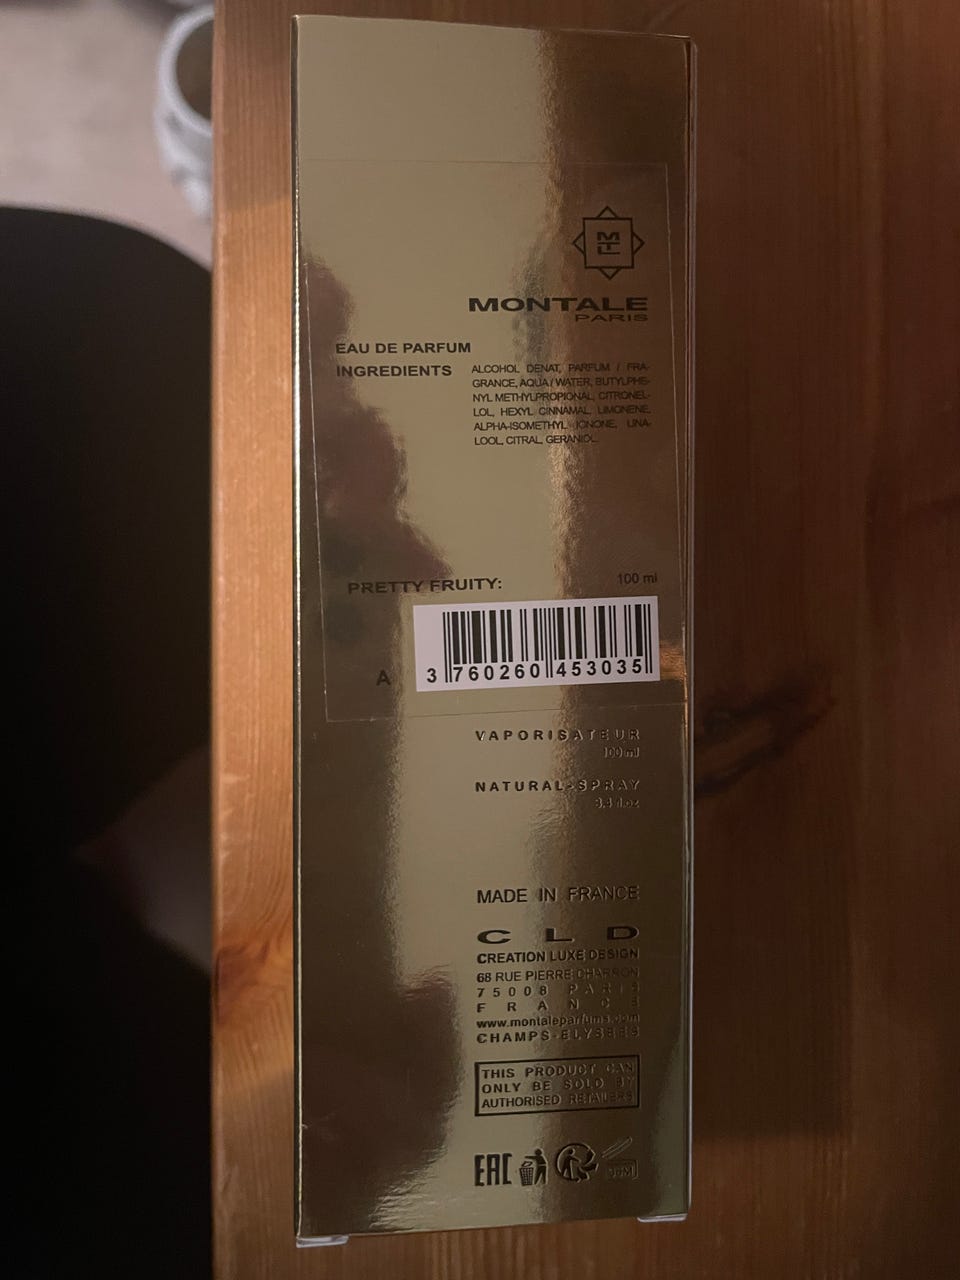 MTL
MONTALE
PARIS
EAU DE PARFUM
INGREDIENTS
ALCOHOL DENAT, PARFUM / FRA-
GRANCE, AQUA / WATER, BUTYLPHE-
NYL METHYLPROPIONAL, CITRONEL-
LOL, HEXYL CINNAMAL, LIMONENE,
ALPHA-ISOMETHYL IONONE, LINA-
LOOL, CITRAL, GERANIOL.
PRETTY FRUITY:
100 ml
A
3 760260 453035
VAPORISATEUR
100 ml
NATURAL-SPRAY
3.4 fl.oz
MADE IN FRANCE
CLD
CREATION LUXE DESIGN
68 RUE PIERRE CHARRON
75008 PARIS
FRANCE
www.montaleparfums.com
CHAMPS-ELYSEES
THIS PRODUCT CAN
ONLY BE SOLD BY
AUTHORISED RETAILERS
EAC
36M